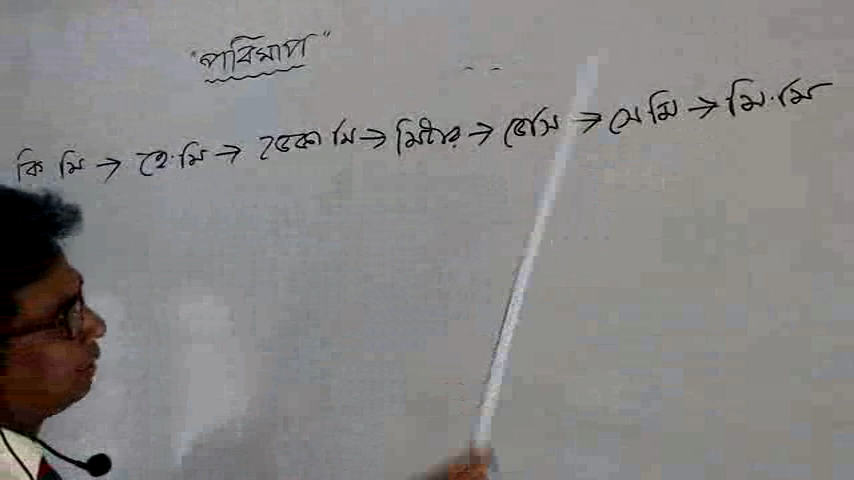 "পরিমাপ"
কি মি → হে.মি → ডেকা মি → মিটার → ডেসি → সে মি → মি.মি